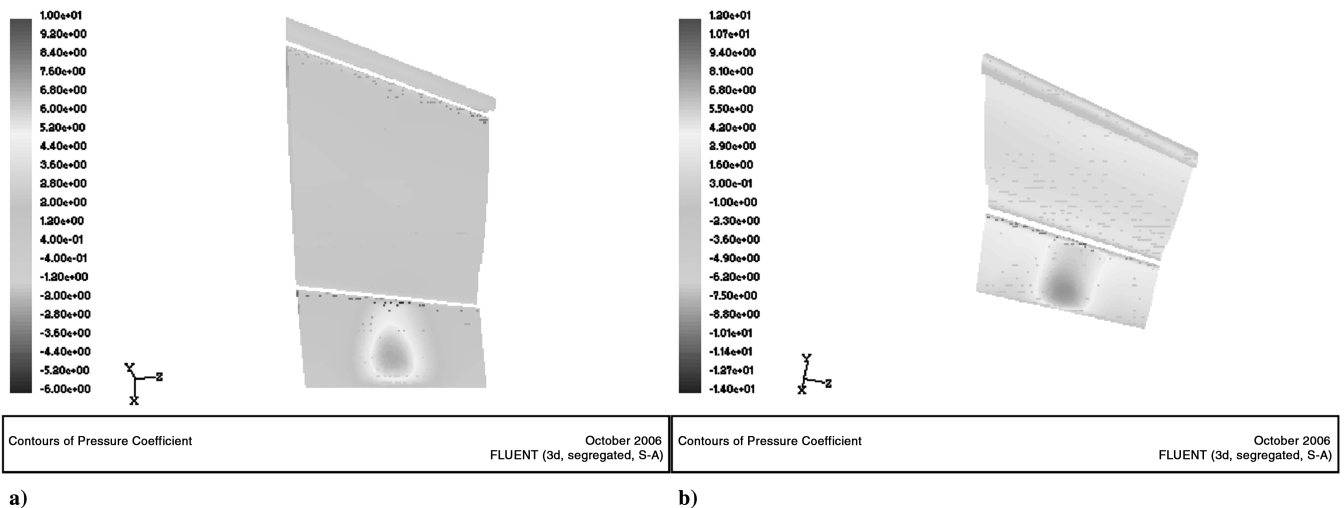 1.00e+01
9.20e+00
8.40e+00
7.60e+00
6.80e+00
6.00e+00
5.20e+00
4.40e+00
3.60e+00
2.80e+00
2.00e+00
1.20e+00
4.00e-01
-4.00e-01
-1.20e+00
-2.00e+00
-2.80e+00
-3.60e+00
-4.40e+00
-5.20e+00
-6.00e+00
Y
Z
X
Contours of Pressure Coefficient
October 2006
FLUENT (3d, segregated, S-A)
a)
1.20e+01
1.07e+01
9.40e+00
8.10e+00
6.80e+00
5.50e+00
4.20e+00
2.90e+00
1.60e+00
3.00e-01
-1.00e+00
-2.30e+00
-3.60e+00
-4.90e+00
-6.20e+00
-7.50e+00
-8.80e+00
-1.01e+01
-1.14e+01
-1.27e+01
-1.40e+01
Y
X
Z
Contours of Pressure Coefficient
October 2006
FLUENT (3d, segregated, S-A)
b)